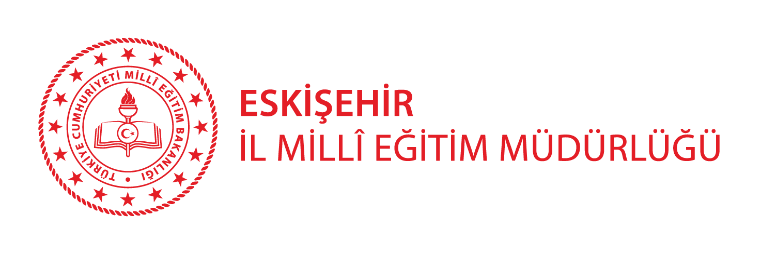 TÜRKİYE CUMHURİYETİ MİLLÎ EĞİTİM BAKANLIĞI
ESKİŞEHİR
İL MİLLÎ EĞİTİM MÜDÜRLÜĞÜ